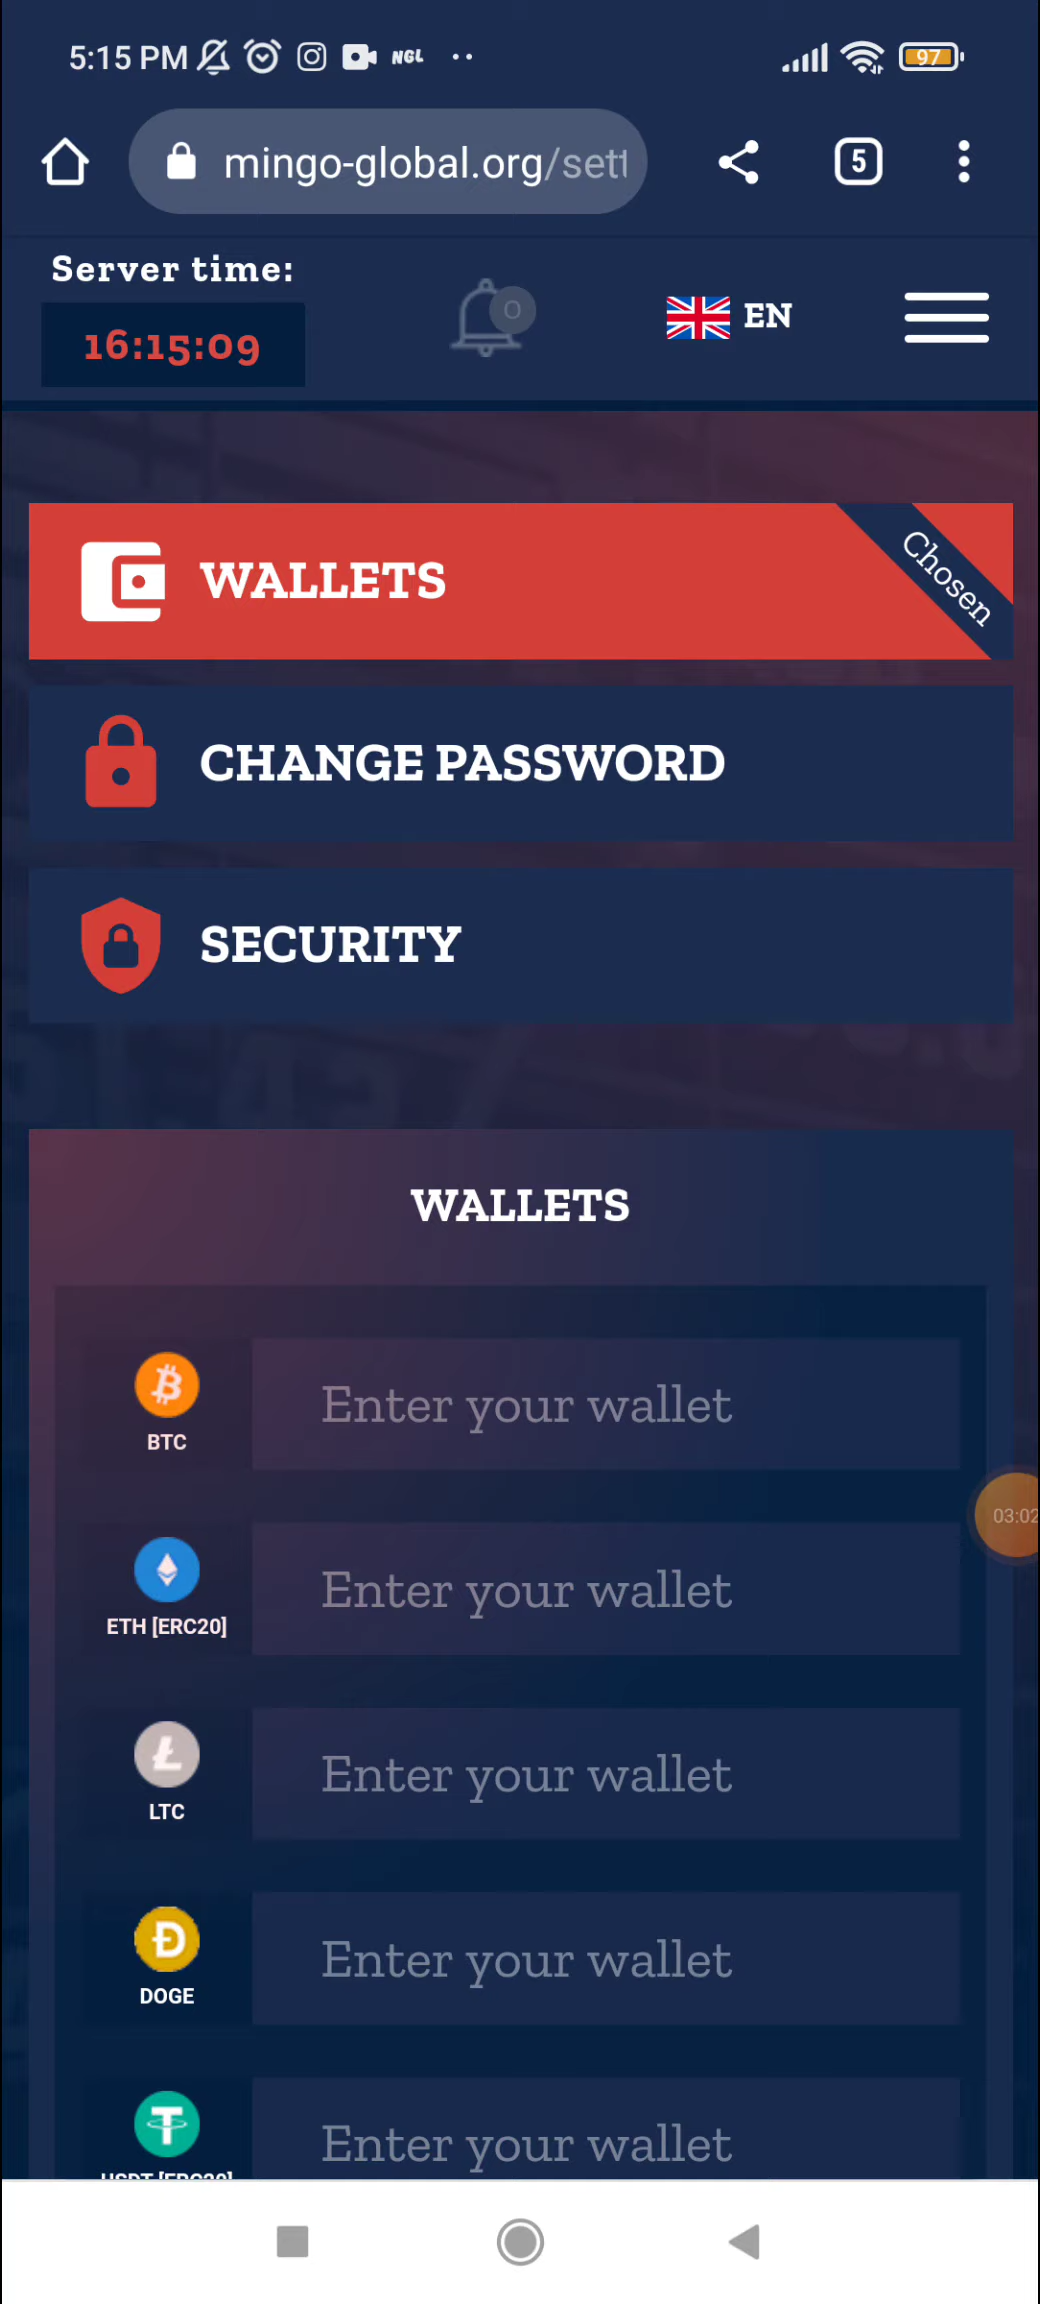 5:15 PM NGL 97
mingo-global.org/sett 5
Server time:
16:15:09
0
EN
WALLETS
Chosen
CHANGE PASSWORD
SECURITY
WALLETS
Enter your wallet
BTC
Enter your wallet
ETH [ERC20]
03:02
Enter your wallet
LTC
Enter your wallet
DOGE
Enter your wallet
USDT [ERC20]